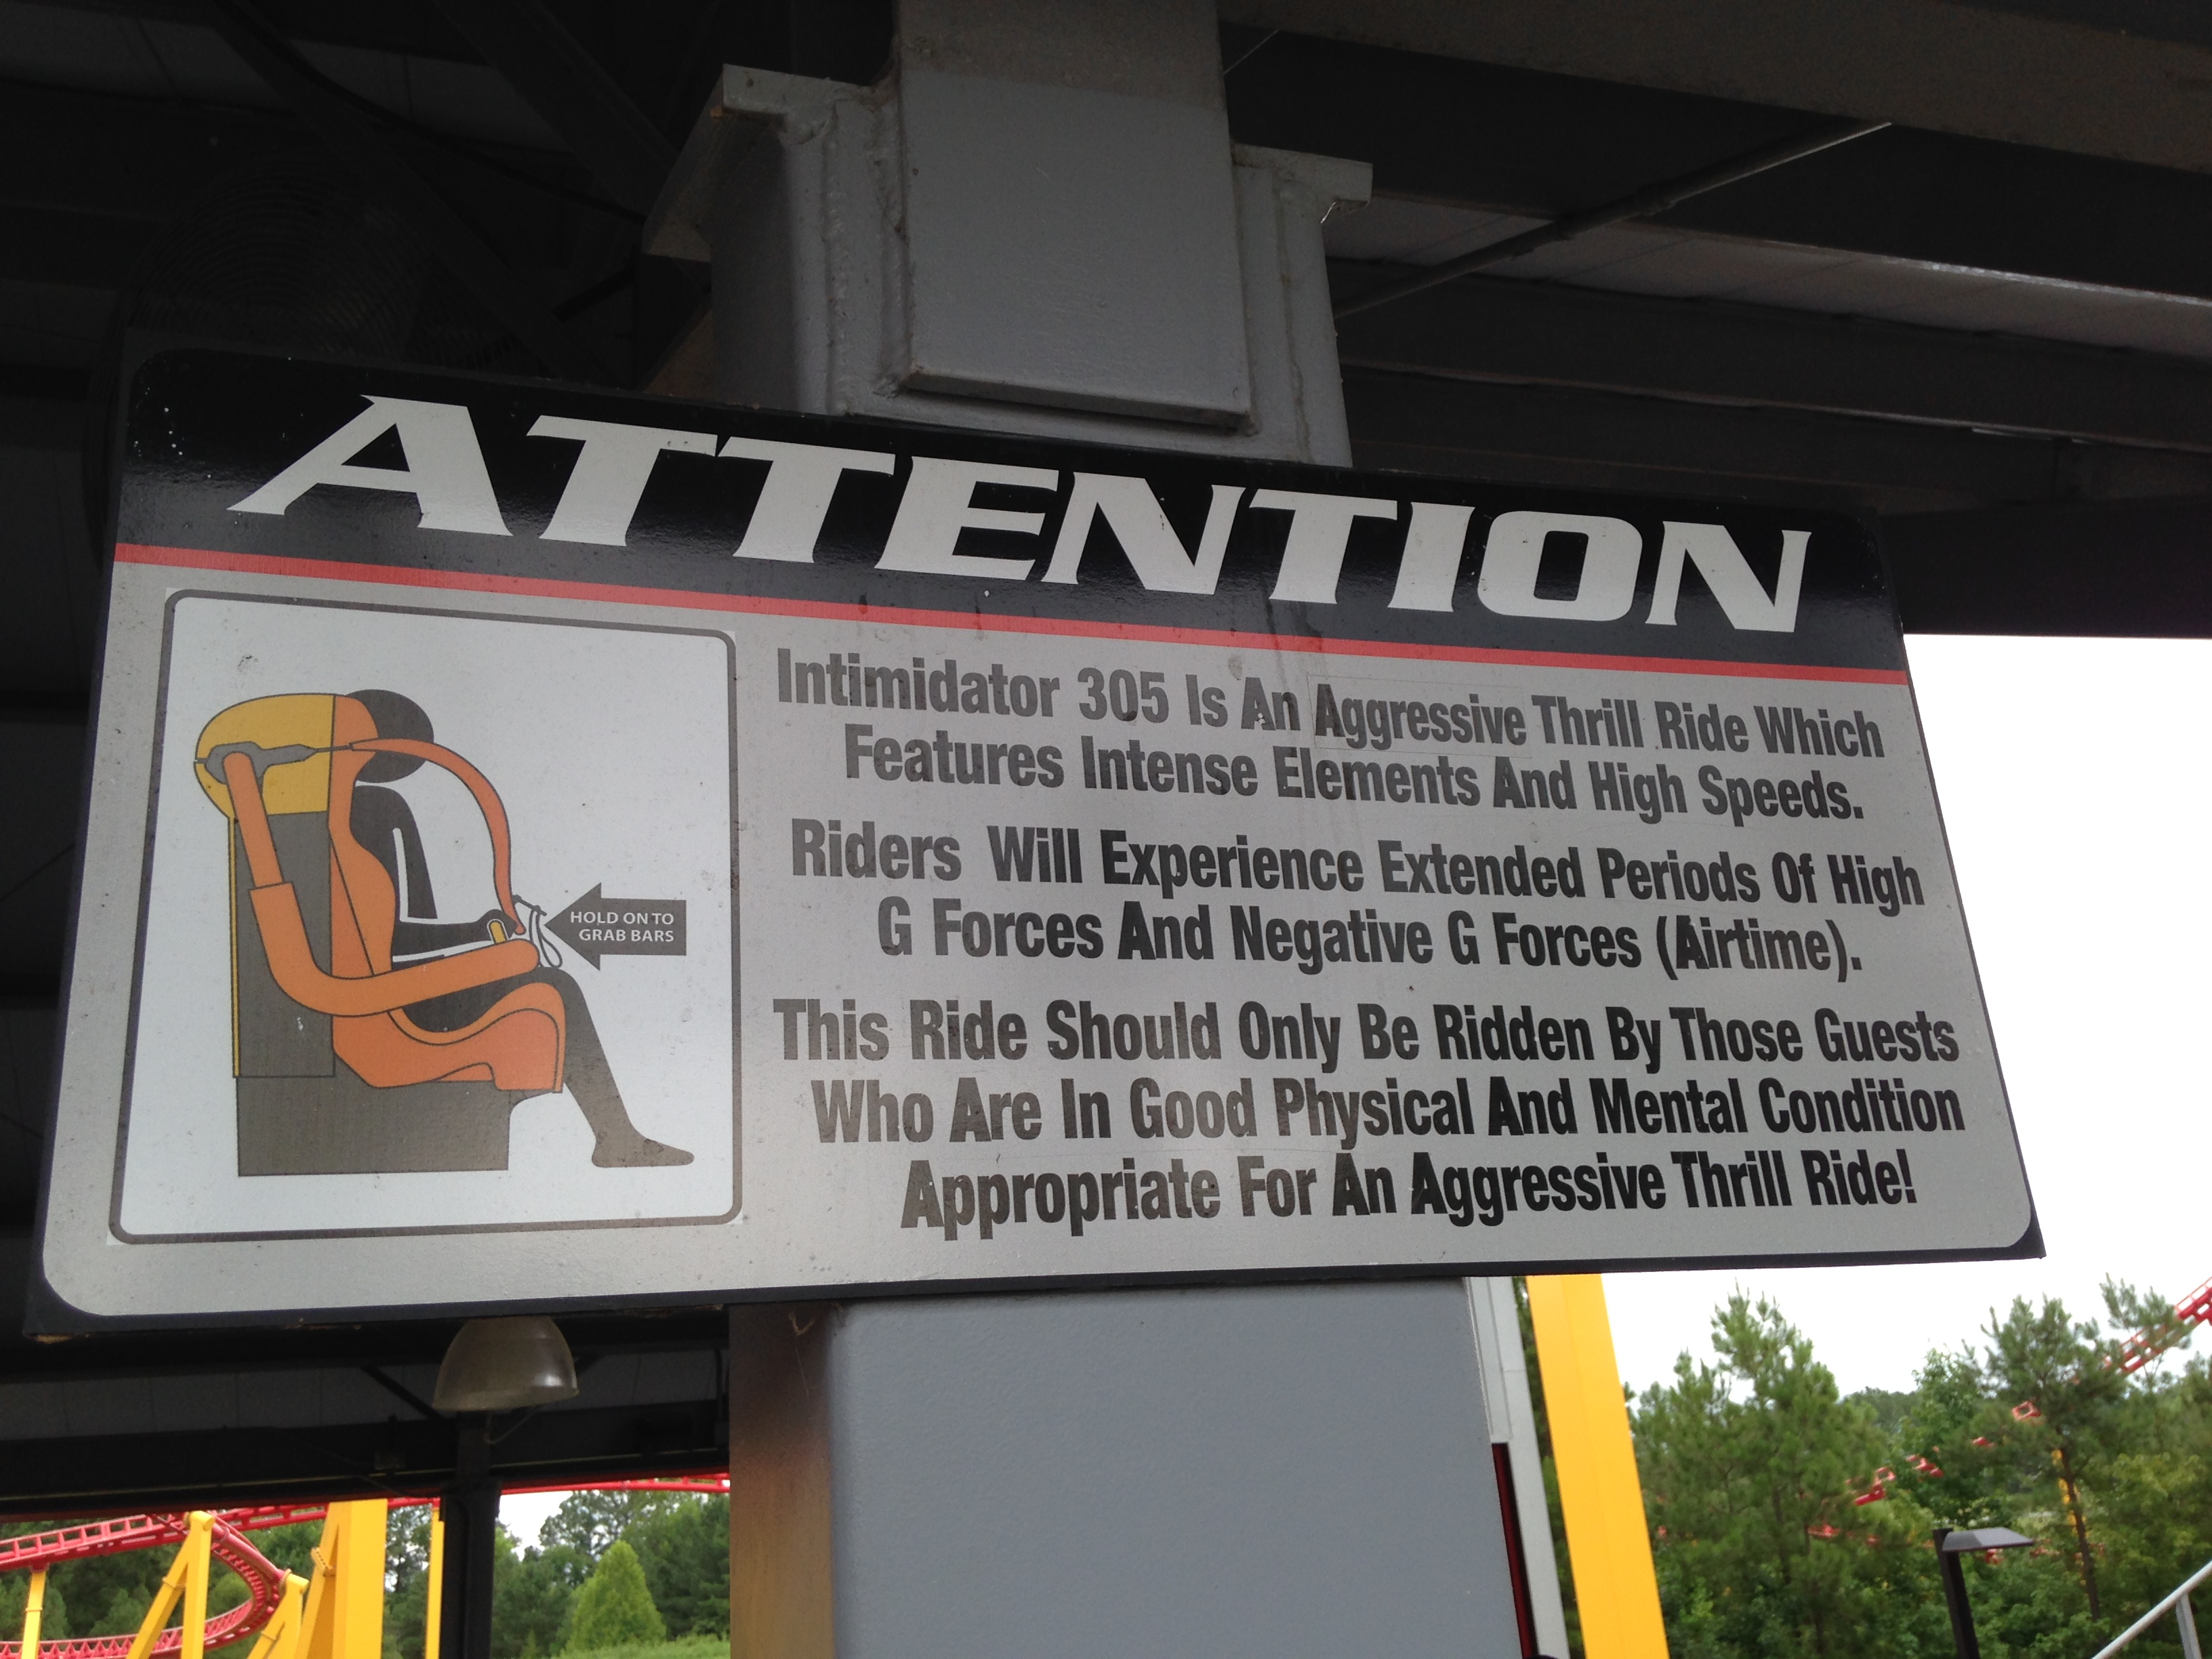 ATTENTION
HOLD ON TO
GRAB BARS
Intimidator 305 Is An Aggressive Thrill Ride Which
Features Intense Elements And High Speeds.
Riders Will Experience Extended Periods Of High
G Forces And Negative G Forces (Airtime).
This Ride Should Only Be Ridden By Those Guests
Who Are In Good Physical And Mental Condition
Appropriate For An Aggressive Thrill Ride!